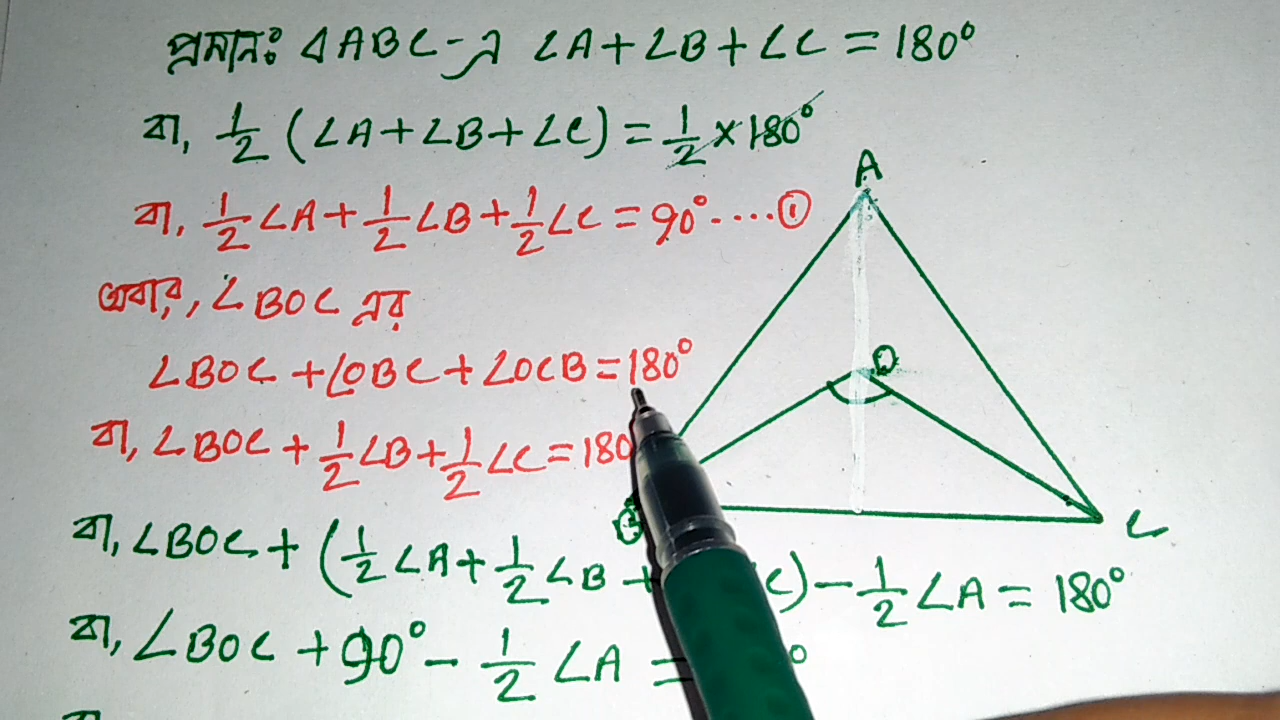 প্রমান: ∠ABC-এ ∠A+∠B+∠C = 180°
বা, 1/2 (∠A+∠B+∠C) = 1/2 × 180°
বা, 1/2 ∠A + 1/2 ∠B + 1/2 ∠C = 90° ....①
আবার, ∠BOC এর
∠BOC + ∠OBC + ∠OCB = 180°
বা, ∠BOC + 1/2 ∠B + 1/2 ∠C = 180
বা, ∠BOC + (1/2 ∠A + 1/2 ∠B + C) - 1/2 ∠A = 180°
বা, ∠BOC + 90° - 1/2 ∠A =
A
O
B
C